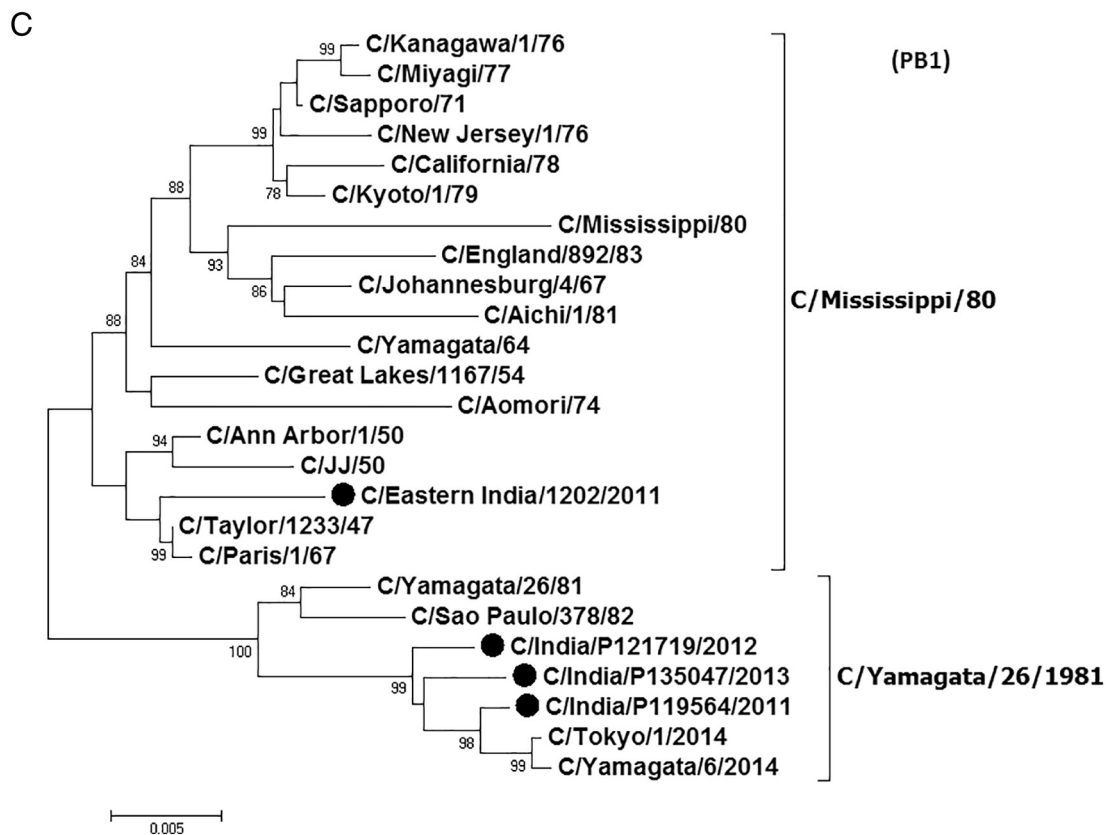 C
C/Kanagawa/1/76
99
(PB1)
C/Miyagi/77
C/Sapporo/71
99
C/New Jersey/1/76
C/California/78
78
C/Kyoto/1/79
88
C/Mississippi/80
93
C/England/892/83
84
C/Johannesburg/4/67
86
C/Mississippi/80
C/Aichi/1/81
88
C/Yamagata/64
C/Great Lakes/1167/54
C/Aomori/74
94
C/Ann Arbor/1/50
C/JJ/50
C/Eastern India/1202/2011
C/Taylor/1233/47
99
C/Paris/1/67
C/Yamagata/26/81
84
C/Sao Paulo/378/82
100
C/India/P121719/2012
99
C/India/P135047/2013
C/Yamagata/26/1981
C/India/P119564/2011
98
C/Tokyo/1/2014
99
C/Yamagata/6/2014
0.005